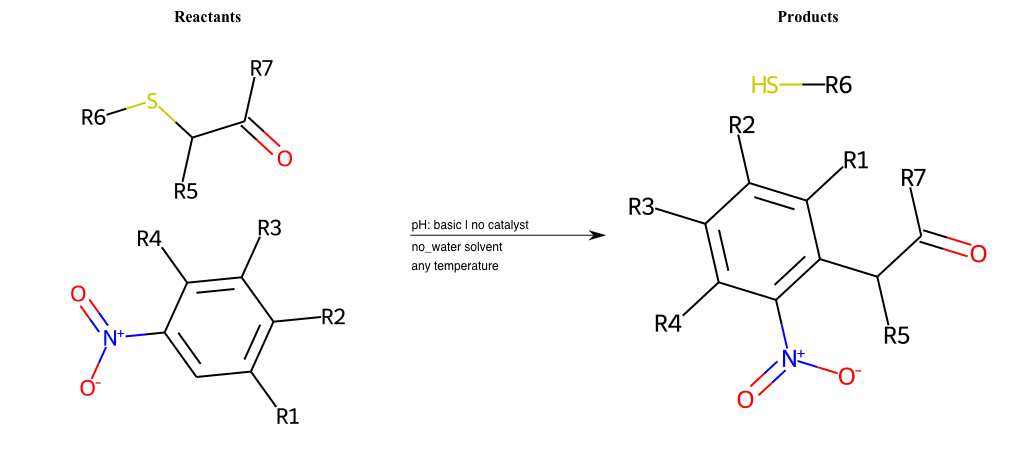 Reactants
Products
R7
R6
S
O
R5
HS
R6
R2
R1
R7
R3
O
R4
R5
N+
O-
O
R4
R3
O
R2
N+
O-
R1
pH: basic | no catalyst
no_water solvent
any temperature